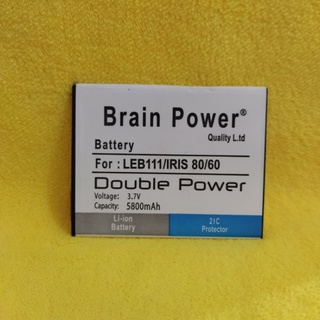 Brain Power®
Quality L.td
Battery
For : LEB111/IRIS 80/60
Double Power
Voltage: 3.7V
Capacity: 5800mAh
Li-ion
Battery
2IC
Protector